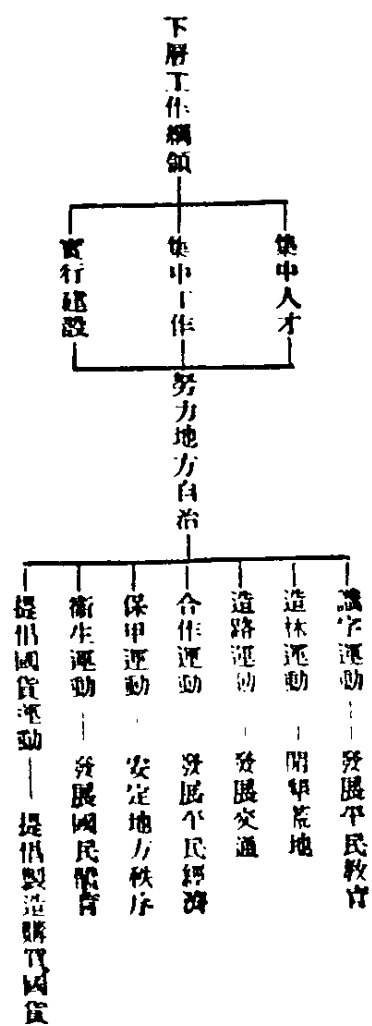 下層工作綱領
集中人才
集中工作
實行建設
努力地方自治
識字運動 — 發展平民教育
造林運動 — 開墾荒地
造路運動 — 發展交通
合作運動 發展平民經濟
保甲運動 - 安定地方秩序
衞生運動 — 發展國民體育
提倡國貨運動 — 提倡製造購買國貨